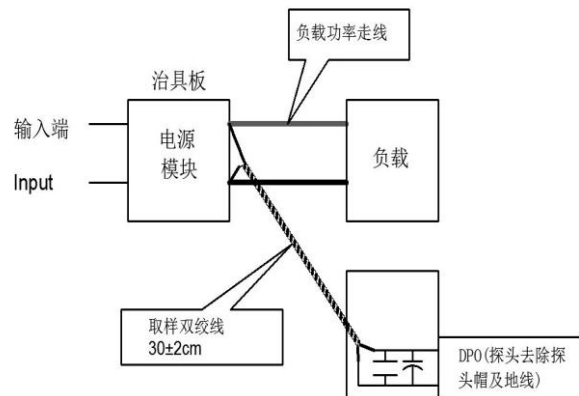 负载功率走线
治具板
输入端
Input
电源
模块
负载
取样双绞线
30±2cm
DPO(探头去除探
头帽及地线)